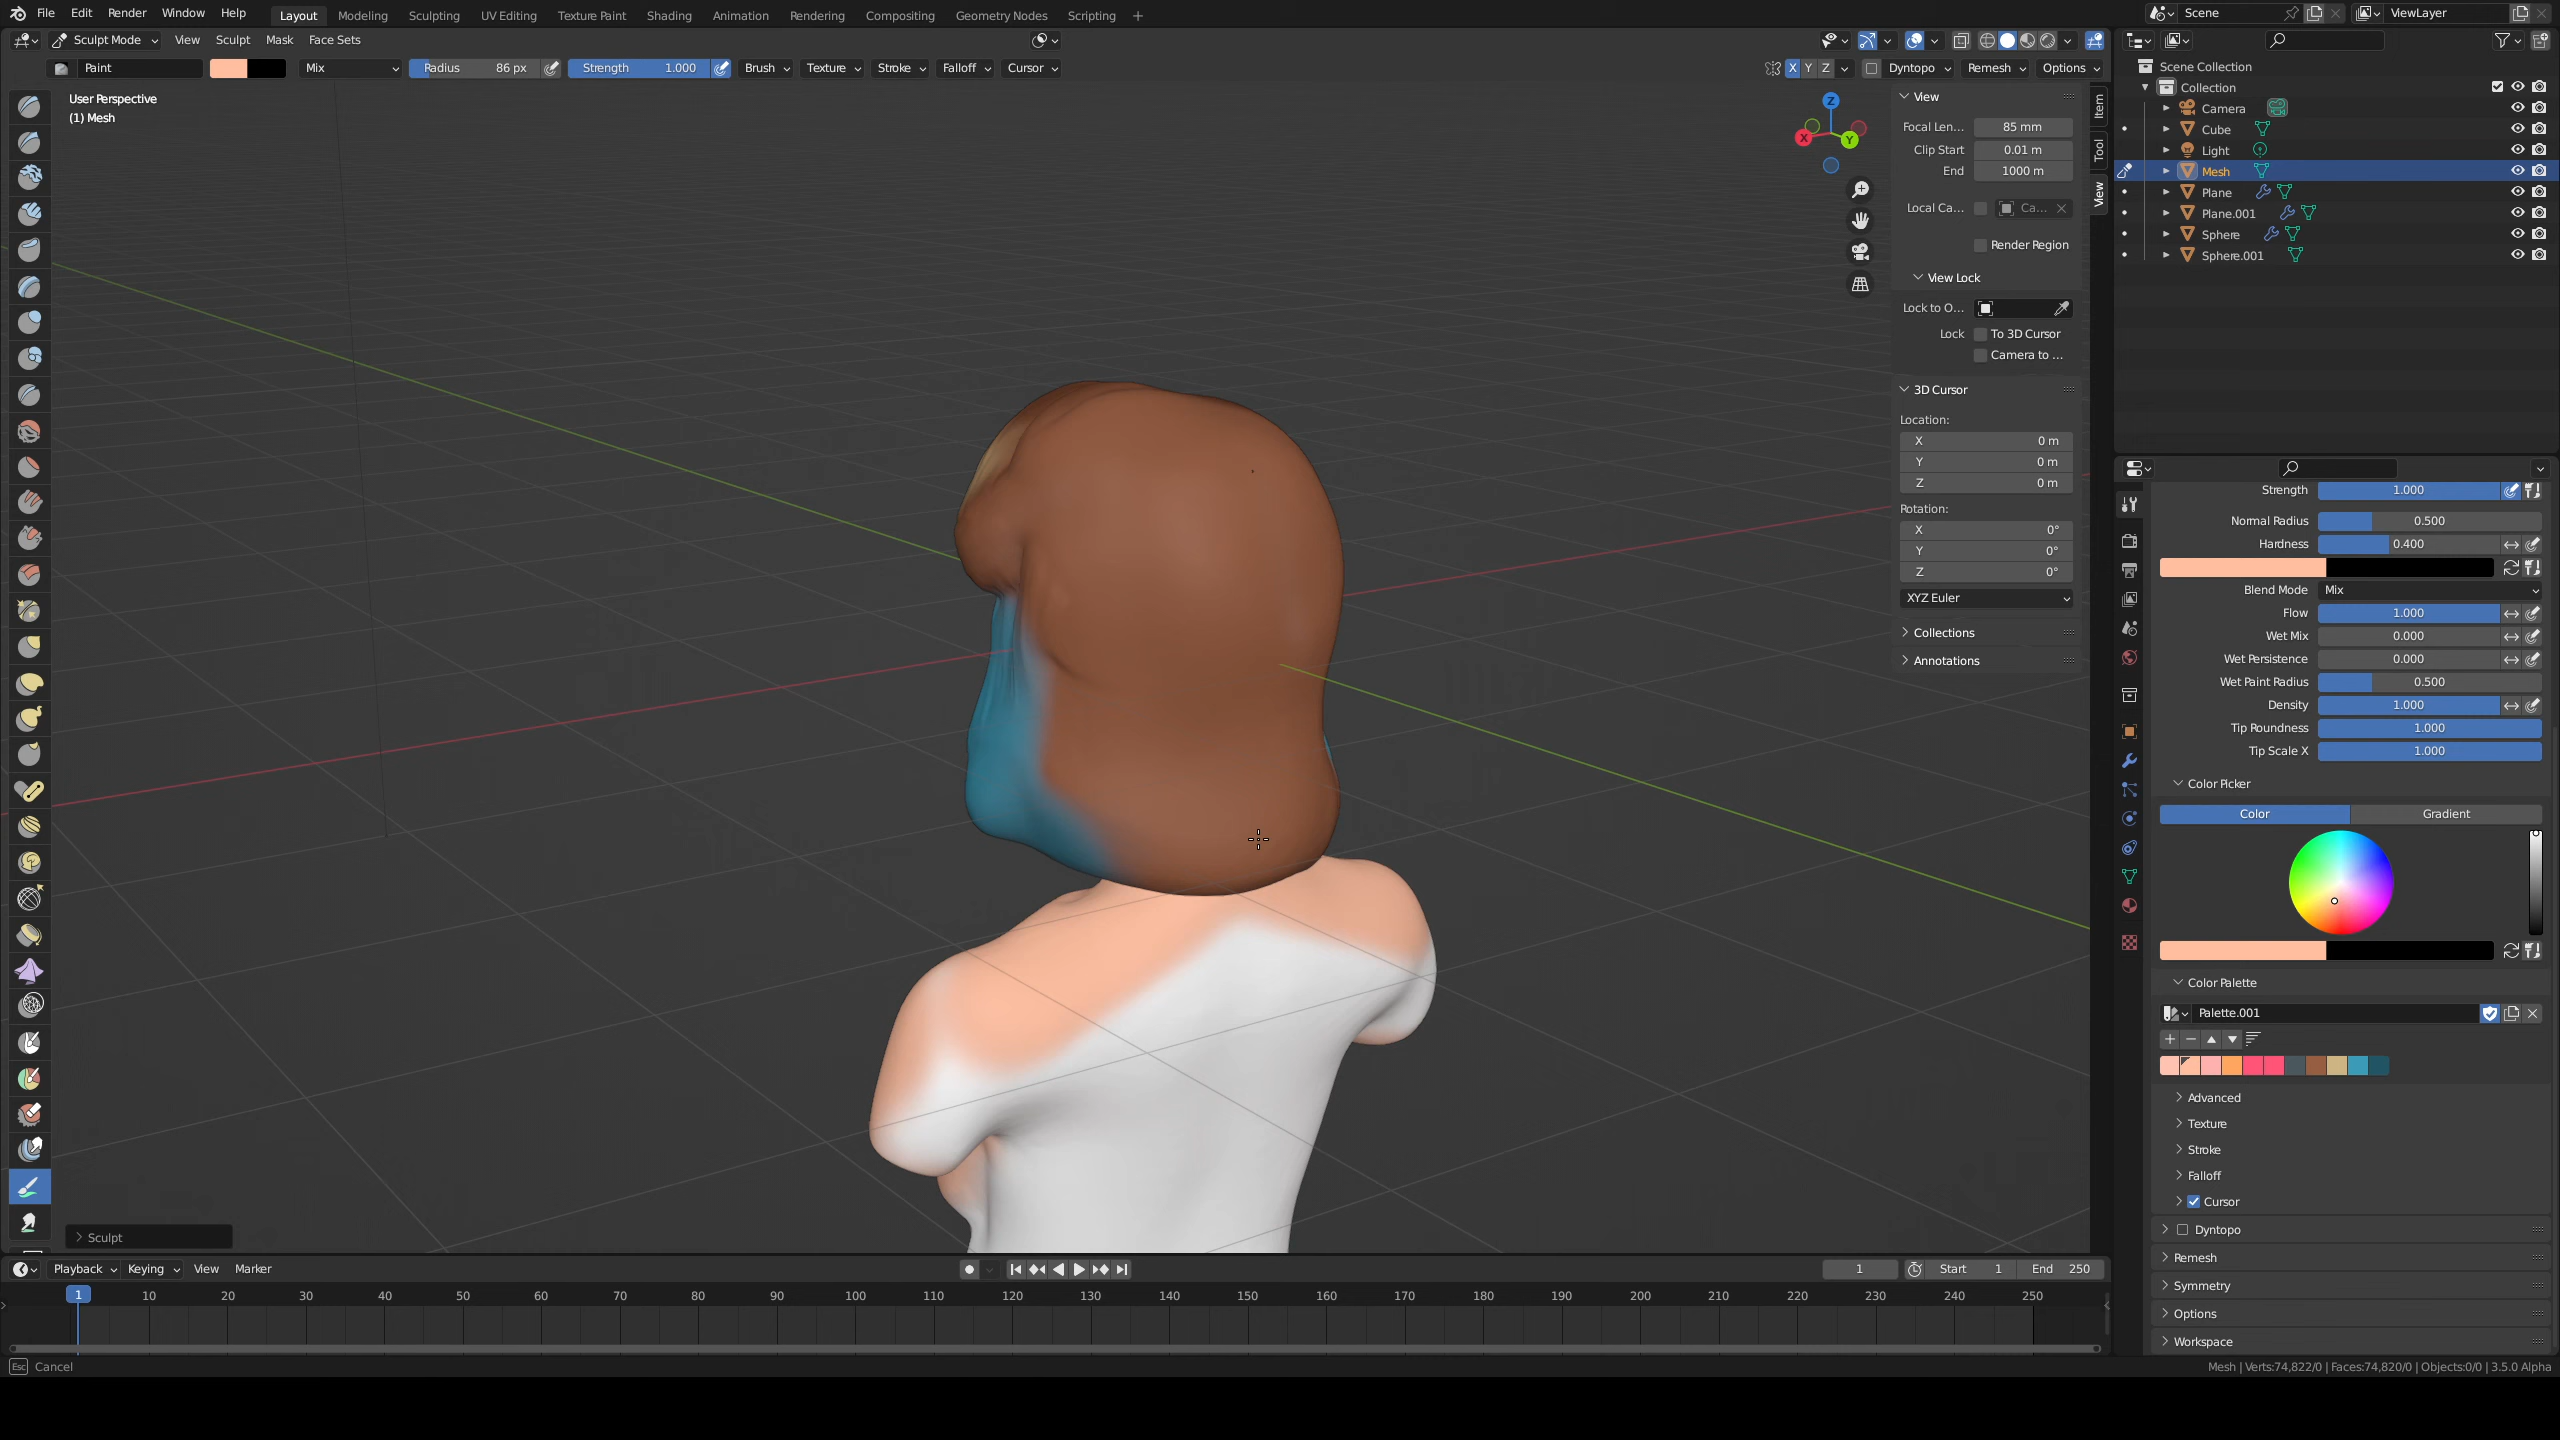 File Edit Render Window Help Layout Modeling Sculpting UV Editing Texture Paint Shading Animation Rendering Compositing Geometry Nodes Scripting + Scene ViewLayer
Sculpt Mode View Sculpt Mask Face Sets
Paint Mix Radius 86 px Strength 1.000 Brush Texture Stroke Falloff Cursor X Y Z Dyntopo Remesh Options
User Perspective
(1) Mesh
Z
X
Y
View
Focal Len... 85 mm
Clip Start 0.01 m
End 1000 m
Local Ca... Ca...
Render Region
View Lock
Lock to O...
Lock To 3D Cursor
Camera to ...
3D Cursor
Location:
X 0 m
Y 0 m
Z 0 m
Rotation:
X 0°
Y 0°
Z 0°
XYZ Euler
Collections
Annotations
Item
Tool
View
Scene Collection
Collection
Camera
Cube
Light
Mesh
Plane
Plane.001
Sphere
Sphere.001
Strength 1.000
Normal Radius 0.500
Hardness 0.400
Blend Mode Mix
Flow 1.000
Wet Mix 0.000
Wet Persistence 0.000
Wet Paint Radius 0.500
Density 1.000
Tip Roundness 1.000
Tip Scale X 1.000
Color Picker
Color Gradient
Color Palette
Palette.001
Advanced
Texture
Stroke
Falloff
Cursor
Dyntopo
Remesh
Symmetry
Options
Workspace
Sculpt
Playback Keying View Marker 1 Start 1 End 250
1 10 20 30 40 50 60 70 80 90 100 110 120 130 140 150 160 170 180 190 200 210 220 230 240 250
Esc Cancel
Mesh | Verts:74,822/0 | Faces:74,820/0 | Objects:0/0 | 3.5.0 Alpha